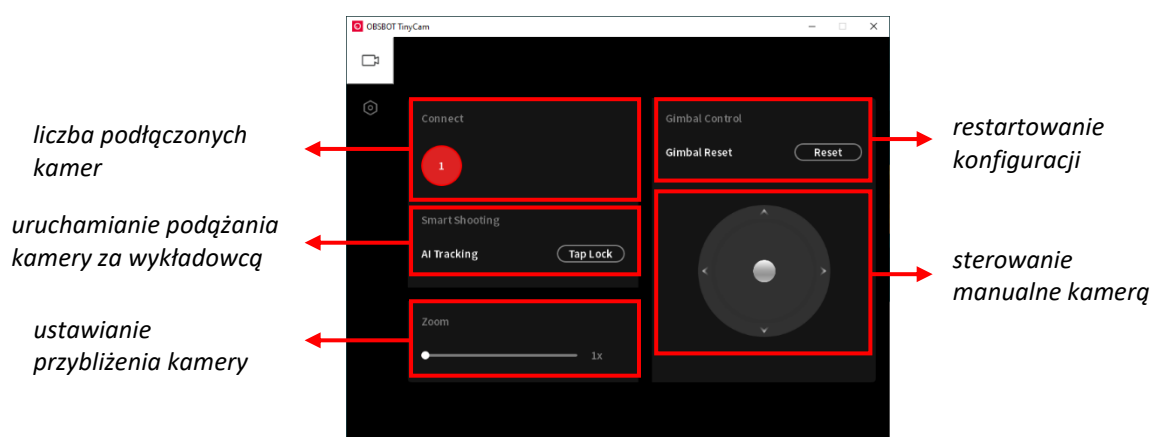 OBSBOT TinyCam
liczba podłączonych
kamer
Connect
1
Gimbal Control
Gimbal Reset
Reset
restartowanie
konfiguracji
uruchamianie podążania
kamery za wykładowcą
Smart Shooting
AI Tracking
Tap Lock
sterowanie
manualne kamerą
ustawianie
przybliżenia kamery
Zoom
1x